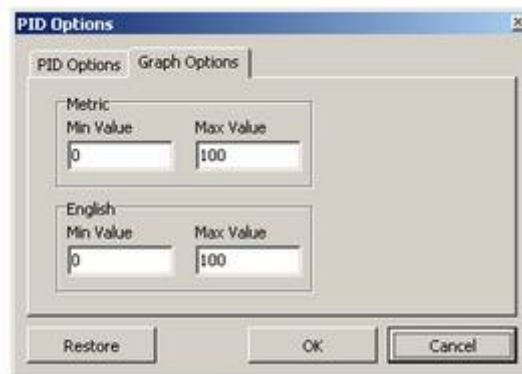 PID Options
PID Options Graph Options
Metric
Min Value Max Value
0 100
English
Min Value Max Value
0 100
Restore OK Cancel